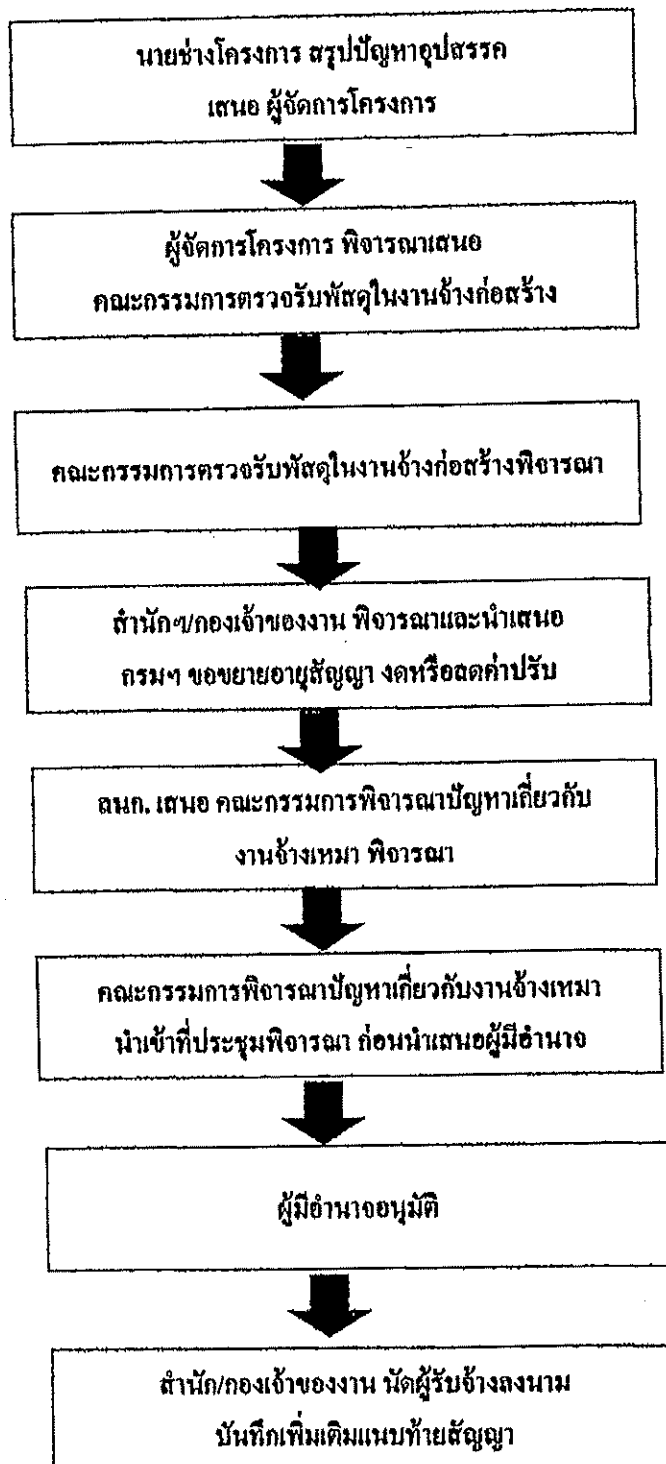 นายช่างโครงการ สรุปปัญหาอุปสรรค
เสนอ ผู้จัดการโครงการ
ผู้จัดการโครงการ พิจารณาเสนอ
คณะกรรมการตรวจรับพัสดุในงานจ้างก่อสร้าง
คณะกรรมการตรวจรับพัสดุในงานจ้างก่อสร้างพิจารณา
สำนักฯ/กองเจ้าของงาน พิจารณาและนำเสนอ
กรมฯ ขอขยายอายุสัญญา งดหรือลดค่าปรับ
ลนก. เสนอ คณะกรรมการพิจารณาปัญหาเกี่ยวกับ
งานจ้างเหมา พิจารณา
คณะกรรมการพิจารณาปัญหาเกี่ยวกับงานจ้างเหมา
นำเข้าที่ประชุมพิจารณา ก่อนนำเสนอผู้มีอำนาจ
ผู้มีอำนาจอนุมัติ
สำนัก/กองเจ้าของงาน นัดผู้รับจ้างลงนาม
บันทึกเพิ่มเติมแนบท้ายสัญญา